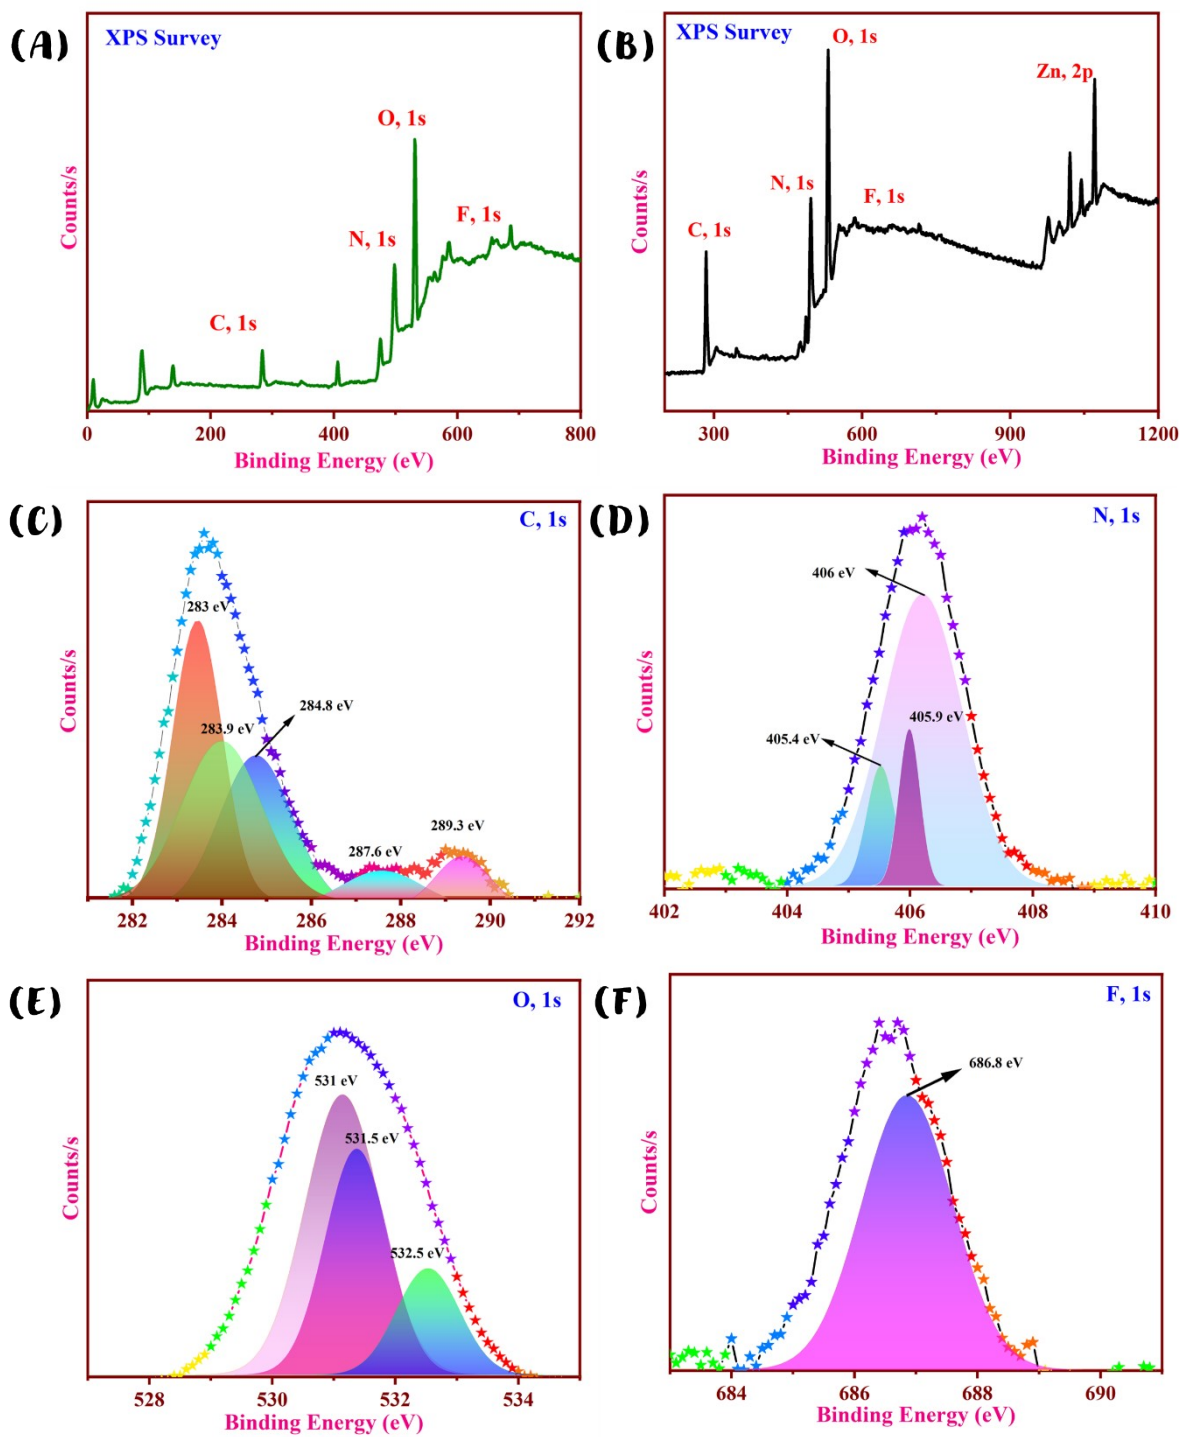 (A)
XPS Survey
O, 1s
F, 1s
N, 1s
C, 1s
Counts/s
0 200 400 600 800
Binding Energy (eV)
(B)
XPS Survey
O, 1s
Zn, 2p
N, 1s
F, 1s
C, 1s
Counts/s
300 600 900 1200
Binding Energy (eV)
(C)
C, 1s
283 eV
284.8 eV
283.9 eV
289.3 eV
287.6 eV
Counts/s
282 284 286 288 290 292
Binding Energy (eV)
(D)
N, 1s
406 eV
405.9 eV
405.4 eV
Counts/s
402 404 406 408 410
Binding Energy (eV)
(E)
O, 1s
531 eV
531.5 eV
532.5 eV
Counts/s
528 530 532 534
Binding Energy (eV)
(F)
F, 1s
686.8 eV
Counts/s
684 686 688 690
Binding Energy (eV)